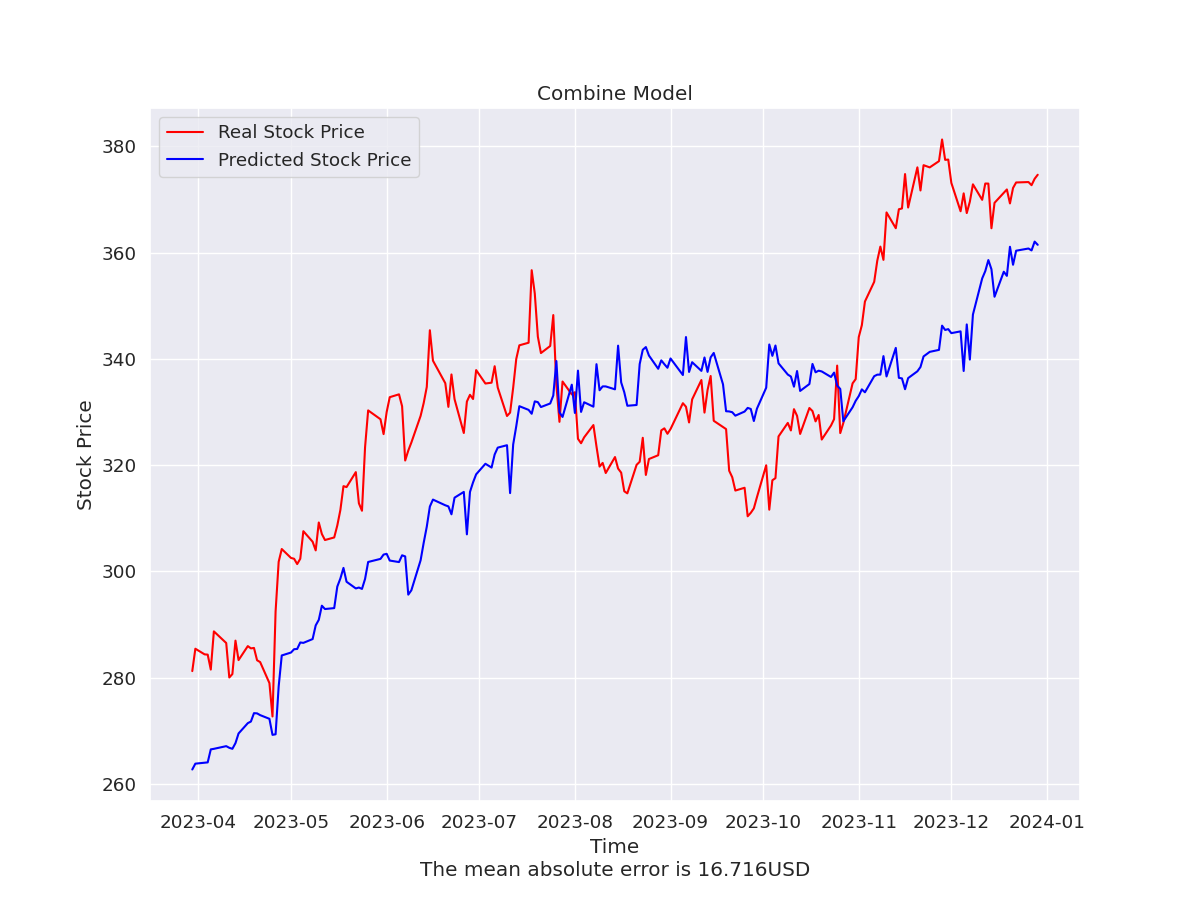 Combine Model
Real Stock Price
Predicted Stock Price
380
360
340
320
300
280
260
Stock Price
2023-04 2023-05 2023-06 2023-07 2023-08 2023-09 2023-10 2023-11 2023-12 2024-01
Time
The mean absolute error is 16.716USD